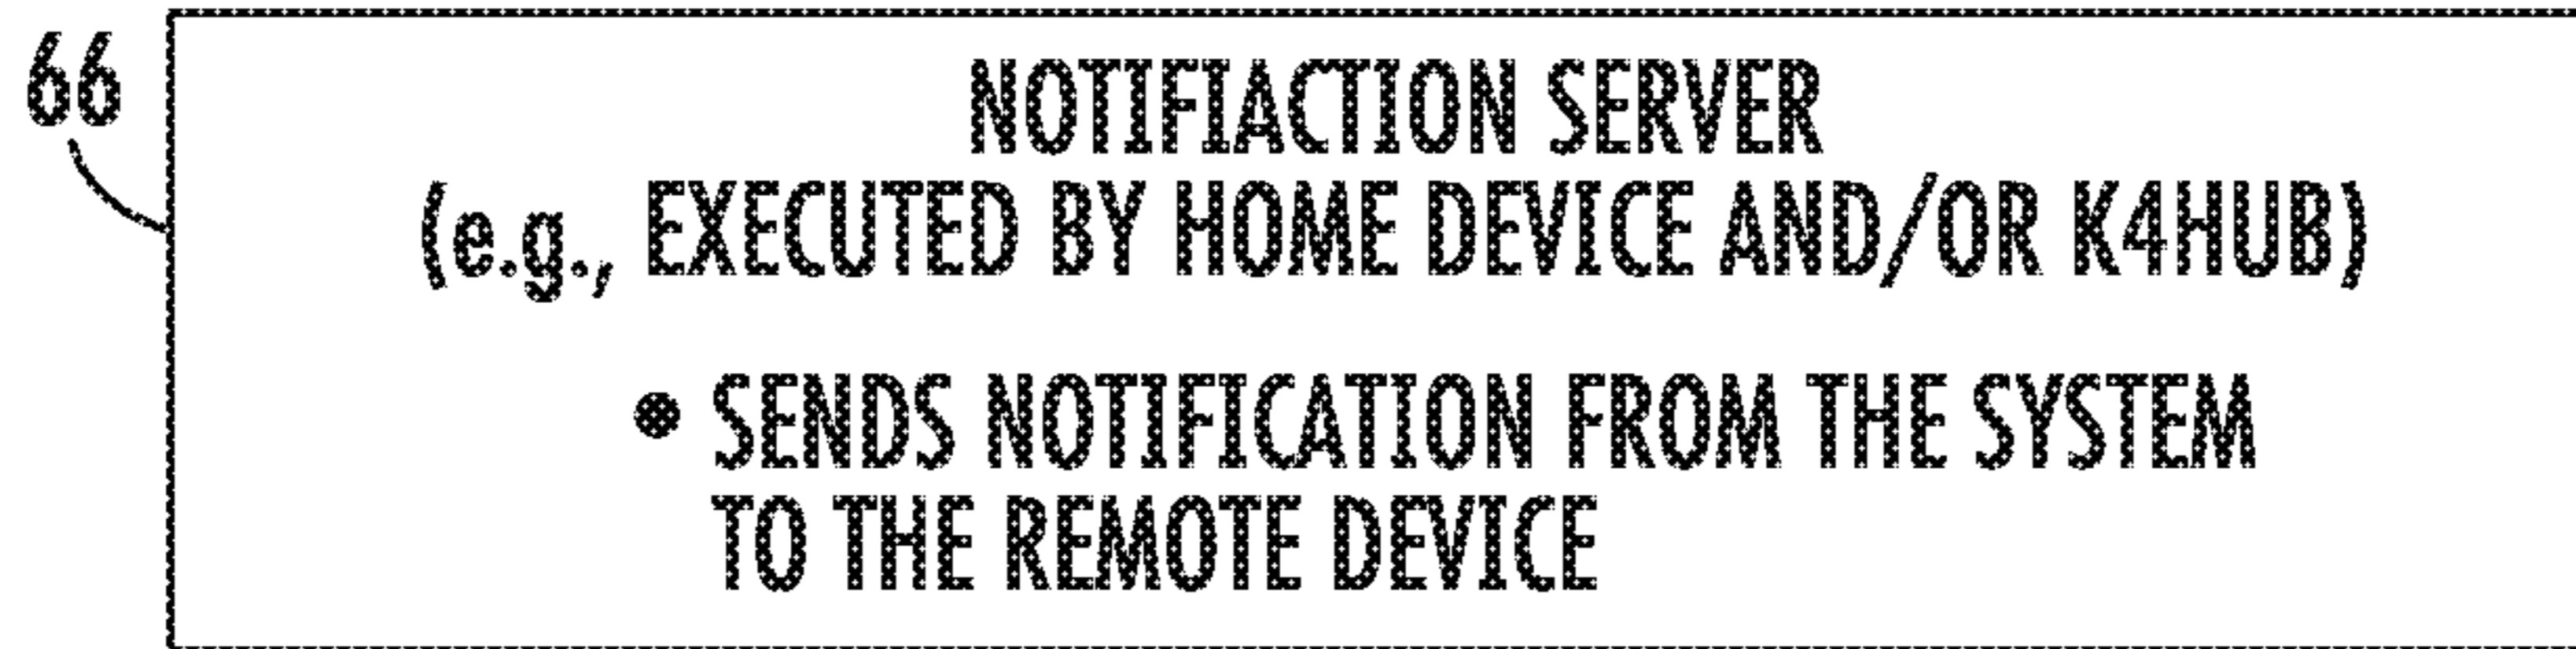 66
NOTIFIACTION SERVER
(e.g., EXECUTED BY HOME DEVICE AND/OR K4HUB)
• SENDS NOTIFICATION FROM THE SYSTEM
TO THE REMOTE DEVICE